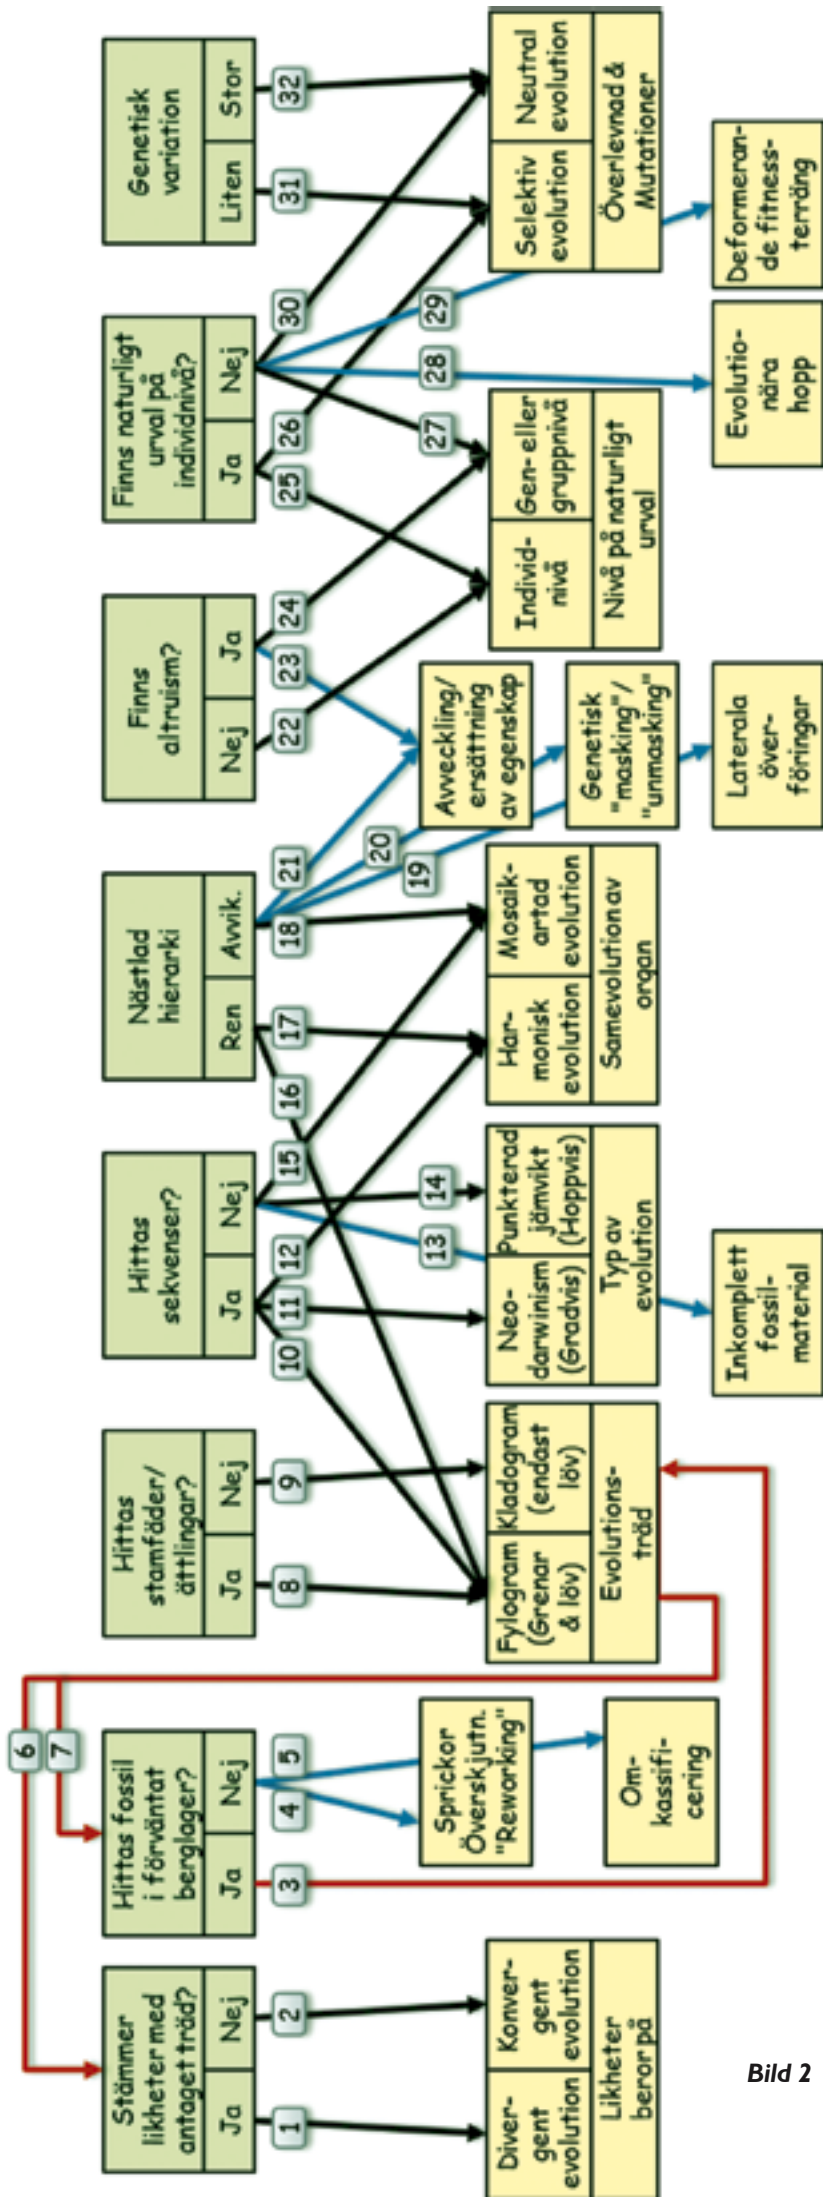 Stämmer
likheter med
antaget träd?
Ja
Nej
Hittas fossil
i förväntat
berglager?
Ja
Nej
Hittas
stamfäder/
ättlingar?
Ja
Nej
Hittas
sekvenser?
Ja
Nej
Nästlad
hierarki
Ren
Avvik.
Finns
altruism?
Nej
Ja
Finns naturligt
urval på
individnivå?
Ja
Nej
Genetisk
variation
Liten
Stor
6
7
1
2
3
4
5
8
9
10
11
12
13
14
15
16
17
18
19
20
21
22
23
24
25
26
27
28
29
30
31
32
Diver-
gent
evolution
Konver-
gent
evolution
Likheter
beror på
Sprickor
Överskjutn.
"Reworking"
Om-
kassifi-
cering
Fylogram
(Grenar
& löv)
Kladogram
(endast
löv)
Evolutions-
träd
Neo-
darwinism
(Gradvis)
Punkterad
jämvikt
(Hoppvis)
Typ av
evolution
Inkomplett
fossil-
material
Har-
monisk
evolution
Mosaik-
artad
evolution
Samevolution av
organ
Avveckling/
ersättning
av egenskap
Genetisk
"masking"/
"unmasking"
Laterala
över-
föringar
Individ-
nivå
Gen- eller
gruppnivå
Nivå på naturligt
urval
Evolutio-
nära
hopp
Selektiv
evolution
Neutral
evolution
Överlevnad &
Mutationer
Deformeran-
de fitness-
terräng
Bild 2